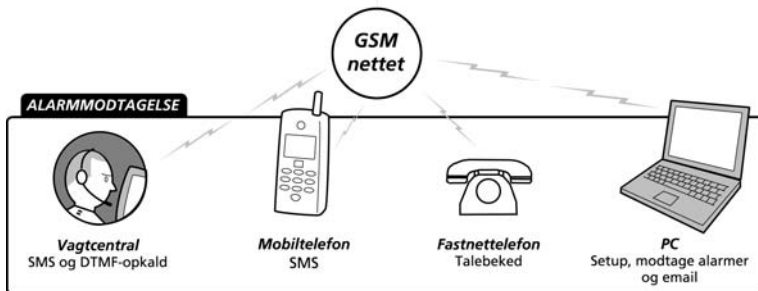 GSM
nettet
ALARMMODTAGELSE
Vagtcentral
SMS og DTMF-opkald
Mobiltelefon
SMS
Fastnettelefon
Talebeked
PC
Setup, modtage alarmer
og email